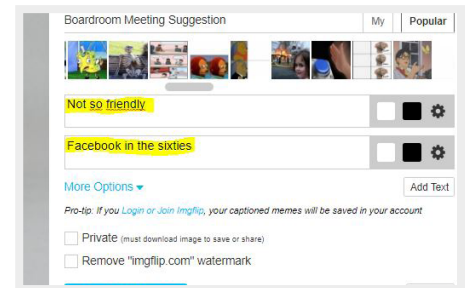 Boardroom Meeting Suggestion
My
Popular
Not so friendly
Facebook in the sixties
More Options
Add Text
Pro-tip: If you Login or Join Imgflip, your captioned memes will be saved in your account
Private (must download image to save or share)
Remove "imgflip.com" watermark